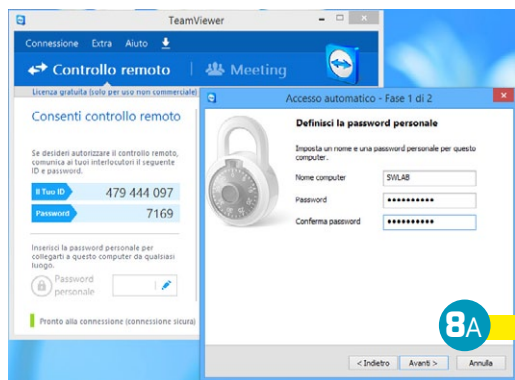 TeamViewer
Connessione Extra Aiuto
Controllo remoto
Meeting
Licenza gratuita (solo per uso non commerciale)
Consenti controllo remoto
Se desideri autorizzare il controllo remoto,
comunica ai tuoi interlocutori il seguente
ID e password.
Il Tuo ID 479 444 097
Password 7169
Inserisci la password personale per
collegarti a questo computer da qualsiasi
luogo.
Password
personale
Pronto alla connessione (connessione sicura)
Accesso automatico - Fase 1 di 2
Definisci la password personale
Imposta un nome e una password personale per questo
computer.
Nome computer SWLAB
Password ••••••••••
Conferma password ••••••••••
8A
< Indietro Avanti > Annulla